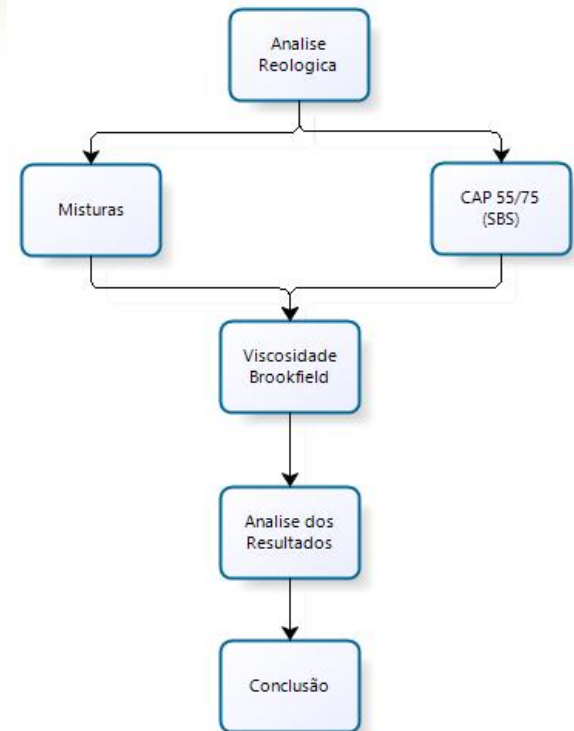 Analise
Reologica
Misturas
CAP 55/75
(SBS)
Viscosidade
Brookfield
Analise dos
Resultados
Conclusão